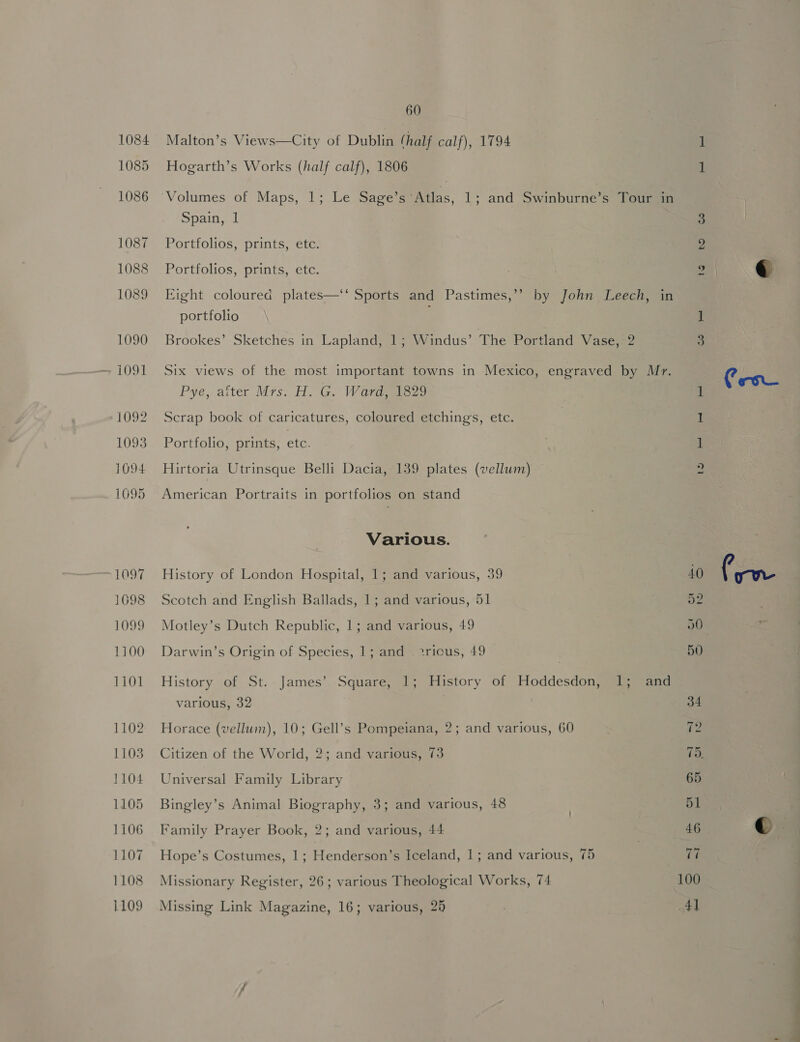 60
1084 Malton's Views—City of Dublin (half calf), 1794 1
1085 Hogarth's Works (half calf), 1806 1
1086 Volumes of Maps, 1; Le Sage's Atlas, 1; and Swinburne's Tour in
Spain, 1 3
1087 Portfolios, prints, etc. 2
1088 Portfolios, prints, etc. 2
1089 Eight coloured plates—‘‘ Sports and Pastimes,’’ by John Leech, in
portfolio 1
1090 Brookes' Sketches in Lapland, 1; Windus' The Portland Vase, 2 3
1091 Six views of the most important towns in Mexico, engraved by Mr.
Pye, after Mrs. H. G. Ward, 1829 1
1092 Scrap book of caricatures, coloured etchings, etc. 1
1093 Portfolio, prints, etc. 1
1094 Hirtoria Utrinsque Belli Dacia, 139 plates (vellum) 2
1095 American Portraits in portfolios on stand
Various.
1097 History of London Hospital, 1; and various, 39 40
1098 Scotch and English Ballads, 1; and various, 51 52
1099 Motley's Dutch Republic, 1; and various, 49 50
1100 Darwin's Origin of Species, 1; and various, 49 50
1101 History of St. James' Square, 1; History of Hoddesdon, 1; and
various, 32 34
1102 Horace (vellum), 10; Gell's Pompeiana, 2; and various, 60 72
1103 Citizen of the World, 2; and various, 73 75
1104 Universal Family Library 65
1105 Bingley's Animal Biography, 3; and various, 48 51
1106 Family Prayer Book, 2; and various, 44 46
1107 Hope's Costumes, 1; Henderson's Iceland, 1; and various, 75 77
1108 Missionary Register, 26; various Theological Works, 74 100
1109 Missing Link Magazine, 16; various, 25 41